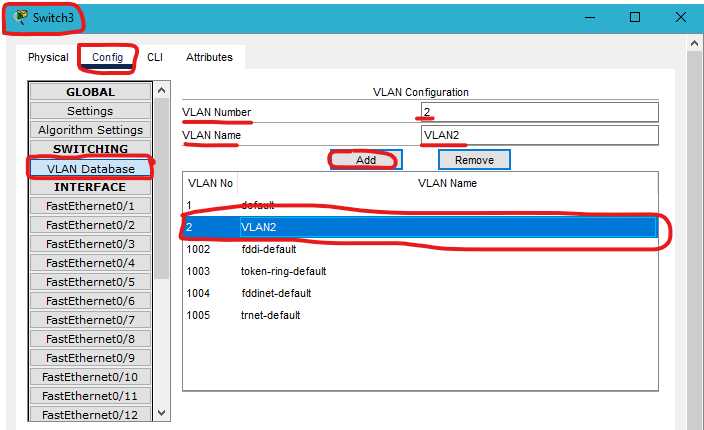 Switch3
Physical Config CLI Attributes
GLOBAL
Settings
Algorithm Settings
SWITCHING
VLAN Database
INTERFACE
FastEthernet0/1
FastEthernet0/2
FastEthernet0/3
FastEthernet0/4
FastEthernet0/5
FastEthernet0/6
FastEthernet0/7
FastEthernet0/8
FastEthernet0/9
FastEthernet0/10
FastEthernet0/11
FastEthernet0/12
VLAN Configuration
VLAN Number 2
VLAN Name VLAN2
Add Remove
VLAN No VLAN Name
1 default
2 VLAN2
1002 fddi-default
1003 token-ring-default
1004 fddinet-default
1005 trnet-default